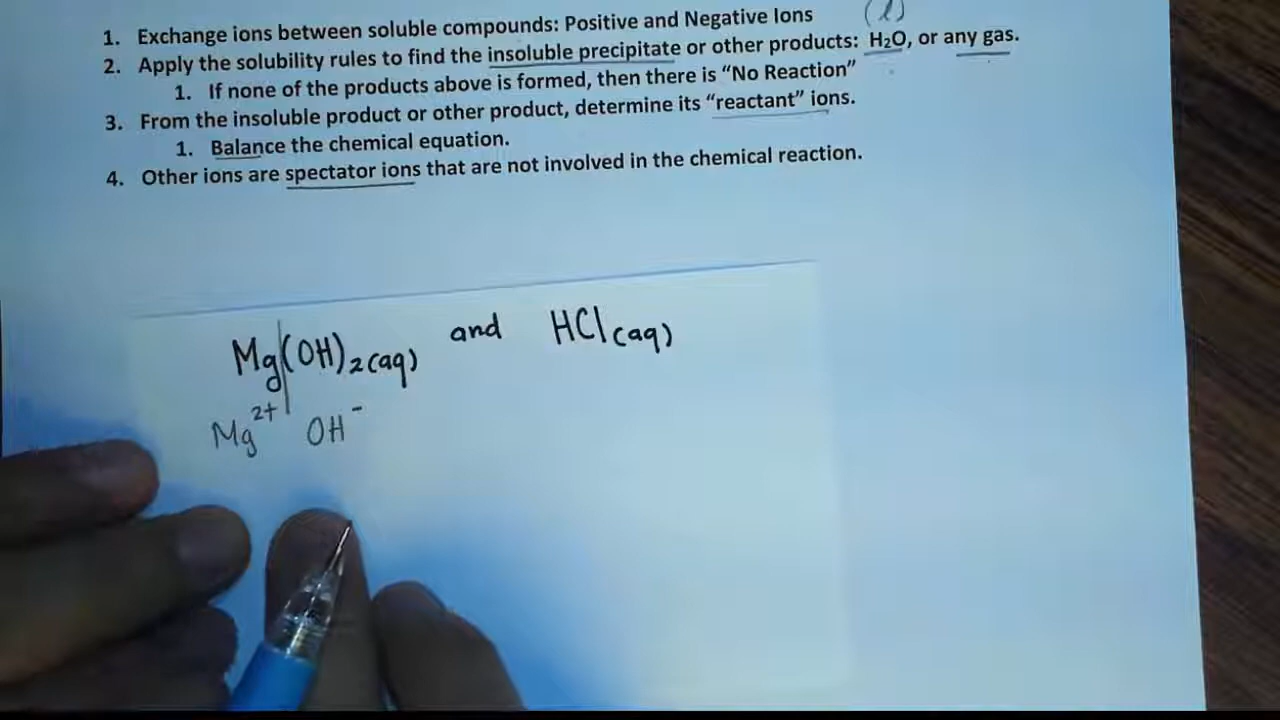 (l)
1. Exchange ions between soluble compounds: Positive and Negative Ions
2. Apply the solubility rules to find the insoluble precipitate or other products: H₂O, or any gas.
1. If none of the products above is formed, then there is “No Reaction”
3. From the insoluble product or other product, determine its “reactant” ions.
1. Balance the chemical equation.
4. Other ions are spectator ions that are not involved in the chemical reaction.
Mg(OH)₂(aq) and HCl(aq)
Mg²⁺ OH⁻